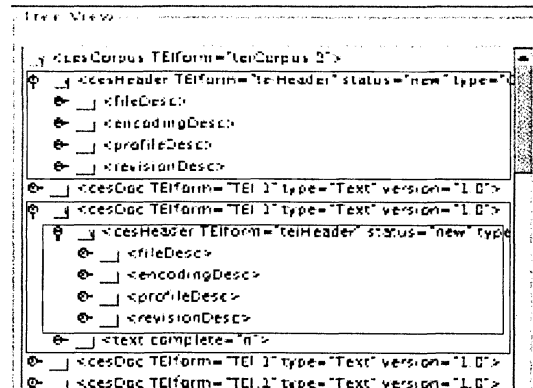 Tree View
<cesCorpus TEIform="teiCorpus.2">
<cesHeader TEIform="teiHeader" status="new" type="
<fileDesc>
<encodingDesc>
<profileDesc>
<revisionDesc>
<cesDoc TEIform="TEI.2" type="Text" version="1.0">
<cesDoc TEIform="TEI.2" type="Text" version="1.0">
<cesHeader TEIform="teiHeader" status="new" type
<fileDesc>
<encodingDesc>
<profileDesc>
<revisionDesc>
<text complete="n">
<cesDoc TEIform="TEI.2" type="Text" version="1.0">
<cesDoc TEIform="TEI.2" type="Text" version="1.0">